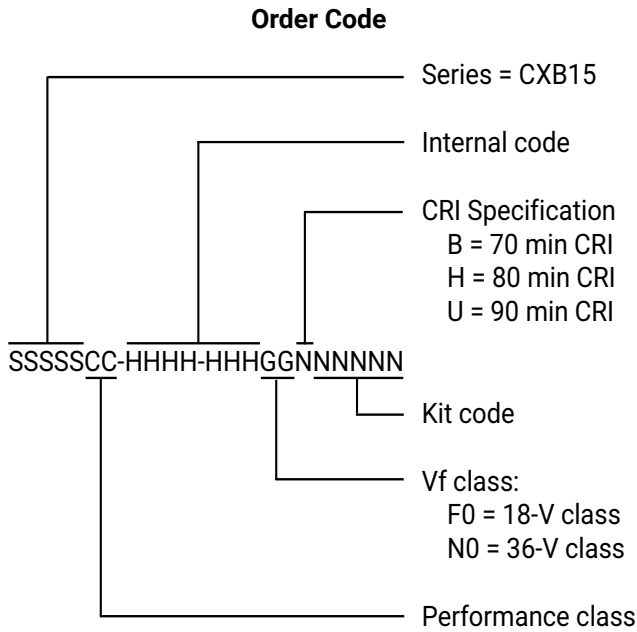 Order Code
Series = CXB15
Internal code
CRI Specification
B = 70 min CRI
H = 80 min CRI
U = 90 min CRI
SSSSSCC-HHHH-HHHGGNNNNNN
Kit code
Vf class:
F0 = 18-V class
N0 = 36-V class
Performance class